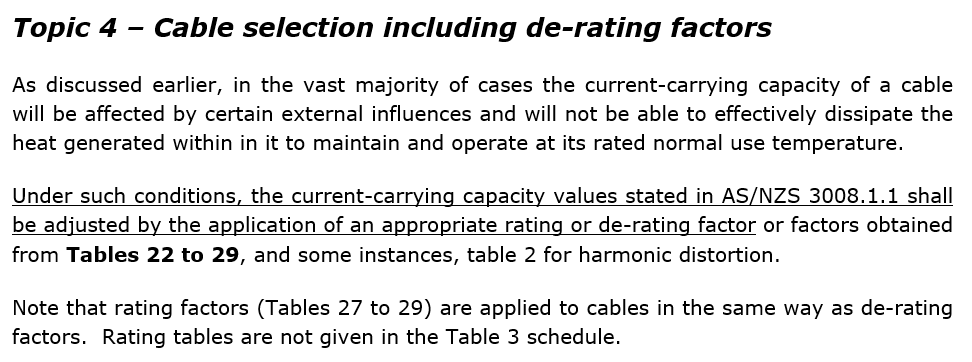 Topic 4 – Cable selection including de-rating factors
As discussed earlier, in the vast majority of cases the current-carrying capacity of a cable
will be affected by certain external influences and will not be able to effectively dissipate the
heat generated within in it to maintain and operate at its rated normal use temperature.
Under such conditions, the current-carrying capacity values stated in AS/NZS 3008.1.1 shall
be adjusted by the application of an appropriate rating or de-rating factor or factors obtained
from Tables 22 to 29, and some instances, table 2 for harmonic distortion.
Note that rating factors (Tables 27 to 29) are applied to cables in the same way as de-rating
factors.  Rating tables are not given in the Table 3 schedule.